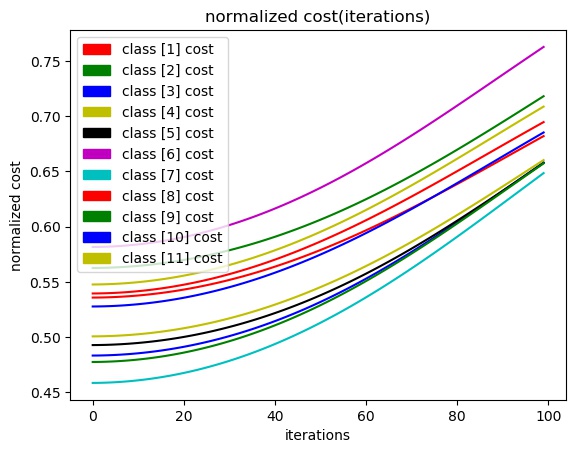 normalized cost(iterations)
class [1] cost
class [2] cost
class [3] cost
class [4] cost
class [5] cost
class [6] cost
class [7] cost
class [8] cost
class [9] cost
class [10] cost
class [11] cost
normalized cost
0.75
0.70
0.65
0.60
0.55
0.50
0.45
0 20 40 60 80 100
iterations